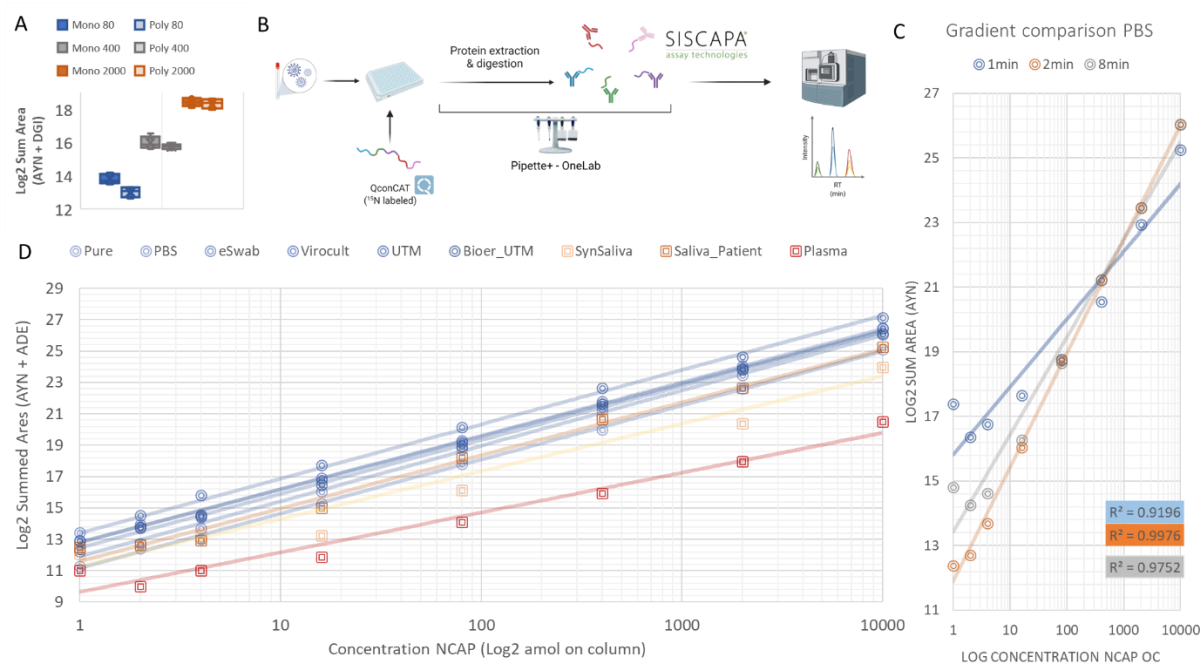 A
Mono 80 Poly 80
Mono 400 Poly 400
Mono 2000 Poly 2000
Log2 Sum Area
(AYN + DGI)
18
16
14
12
B
Protein extraction
& digestion
SISCAPA
assay technologies
QconCAT
(¹⁵N labeled)
Q
Pipette+ - OneLab
Intensity
RT
(min)
C Gradient comparison PBS
1min 2min 8min
LOG2 SUM AREA (AYN)
27
25
23
21
19
17
15
13
11
R² = 0.9196
R² = 0.9976
R² = 0.9752
1 10 100 1000 10000
LOG CONCENTRATION NCAP OC
D
Pure PBS eSwab Virocult UTM Bioer_UTM SynSaliva Saliva_Patient Plasma
Log2 Summed Ares (AYN + ADE)
29
27
25
23
21
19
17
15
13
11
9
1 10 100 1000 10000
Concentration NCAP (Log2 amol on column)